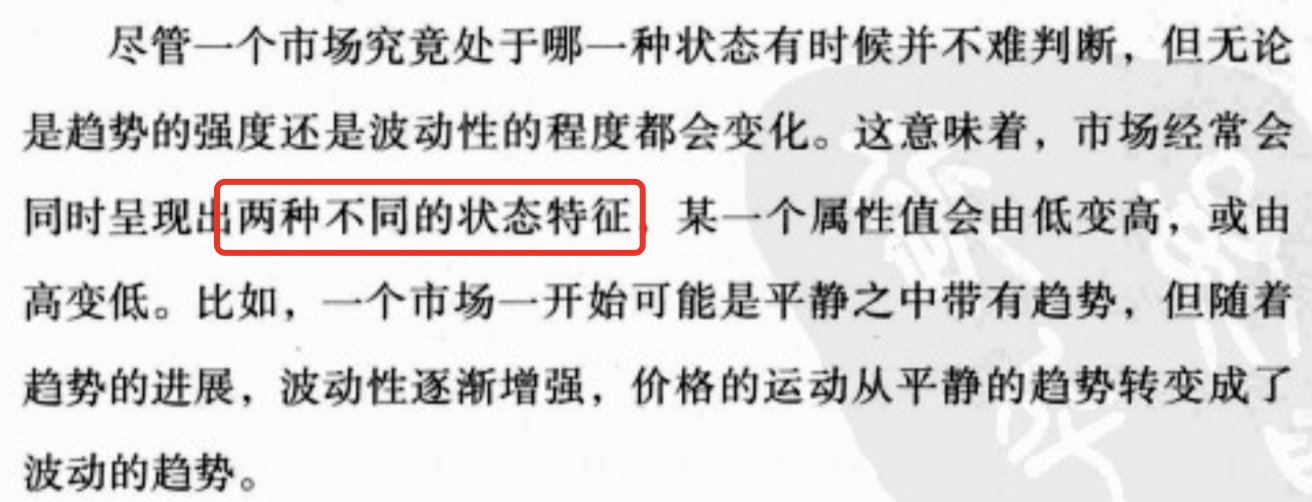 尽管一个市场究竟处于哪一种状态有时候并不难判断，但无论
是趋势的强度还是波动性的程度都会变化。这意味着，市场经常会
同时呈现出两种不同的状态特征，某一个属性值会由低变高，或由
高变低。比如，一个市场一开始可能是平静之中带有趋势，但随着
趋势的进展，波动性逐渐增强，价格的运动从平静的趋势转变成了
波动的趋势。